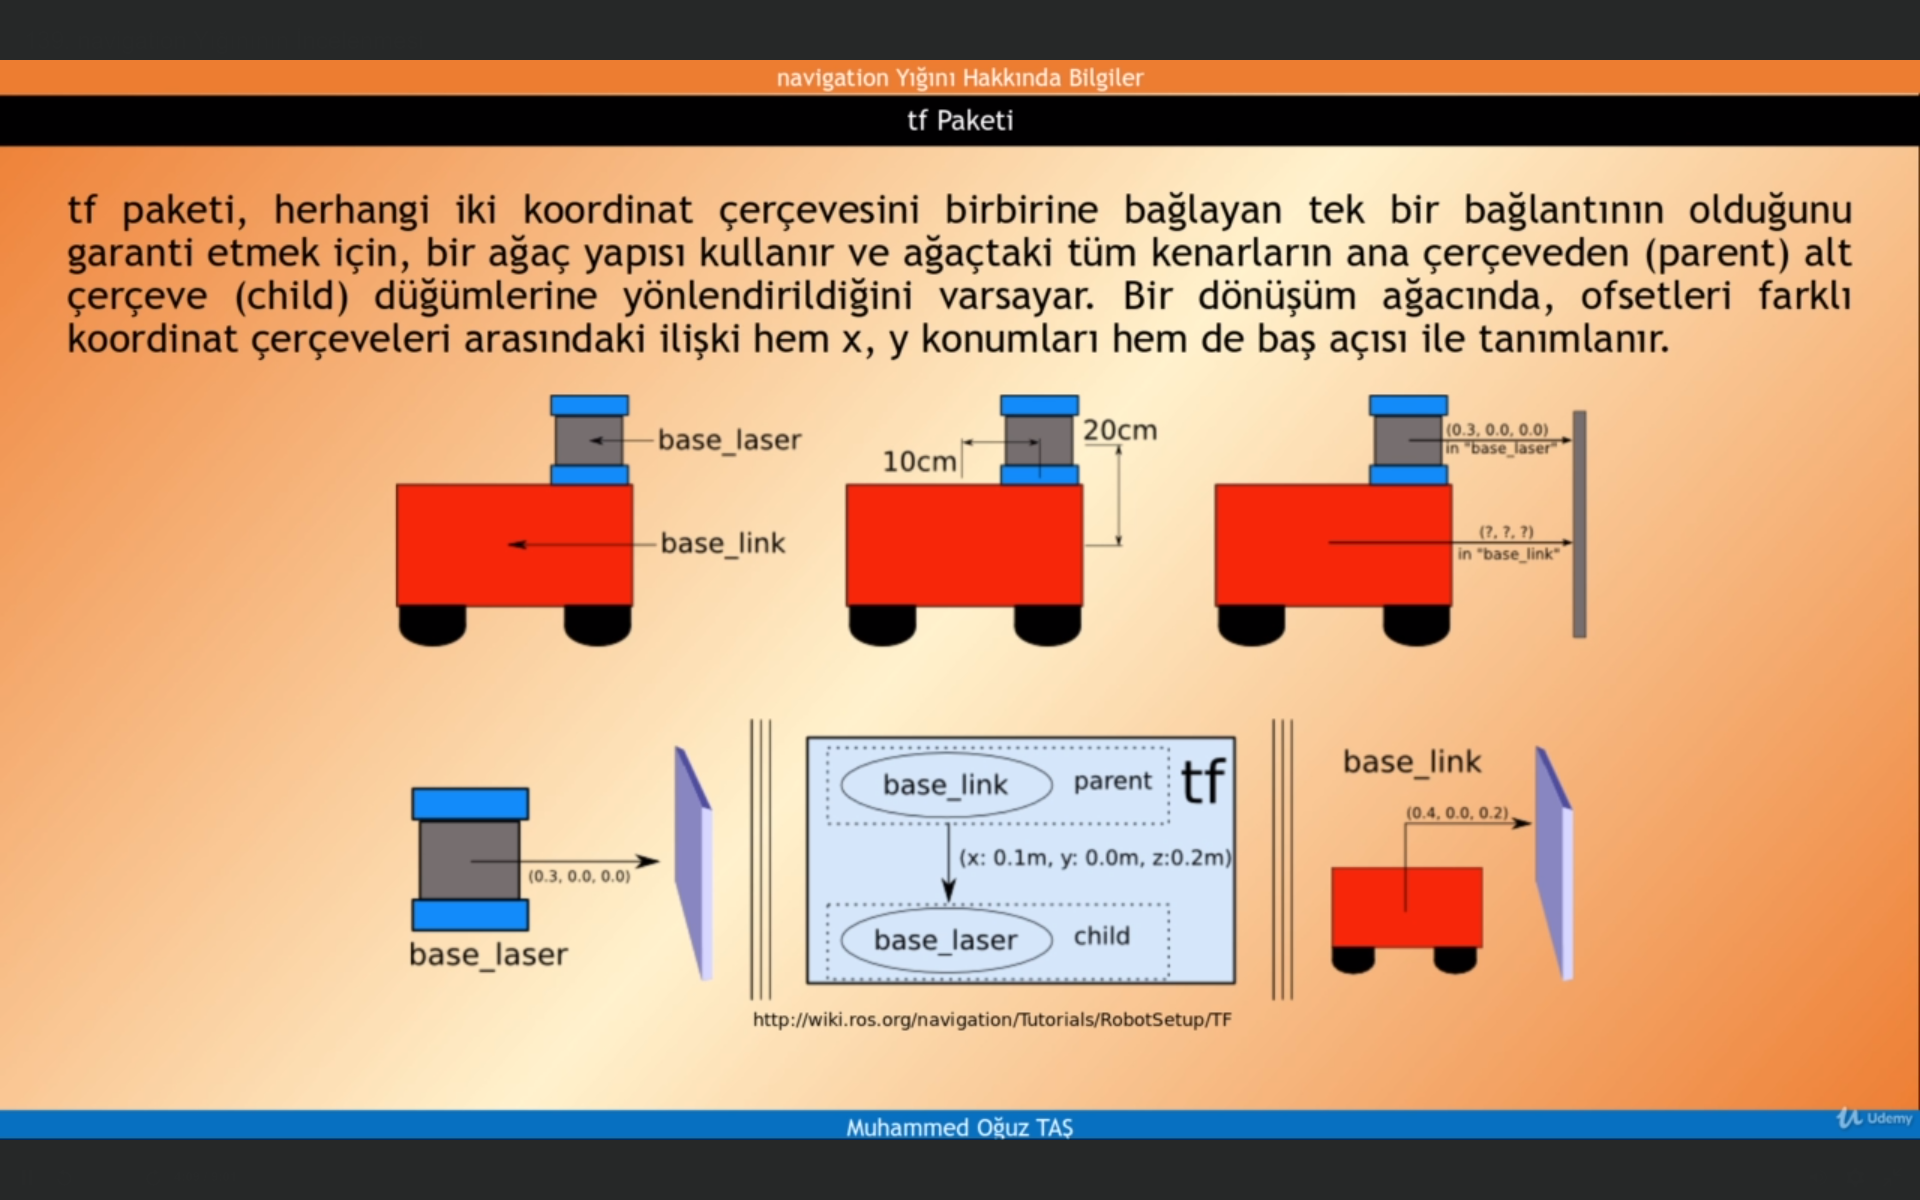 navigation Yığını Hakkında Bilgiler
tf Paketi
tf paketi, herhangi iki koordinat çerçevesini birbirine bağlayan tek bir bağlantının olduğunu
garanti etmek için, bir ağaç yapısı kullanır ve ağaçtaki tüm kenarların ana çerçeveden (parent) alt
çerçeve (child) düğümlerine yönlendirildiğini varsayar. Bir dönüşüm ağacında, ofsetleri farklı
koordinat çerçeveleri arasındaki ilişki hem x, y konumları hem de baş açısı ile tanımlanır.
base_laser
base_link
10cm
20cm
(0.3, 0.0, 0.0)
in "base_laser"
(?, ?, ?)
in "base_link"
(0.3, 0.0, 0.0)
base_laser
base_link
parent
tf
(x: 0.1m, y: 0.0m, z:0.2m)
base_laser
child
base_link
(0.4, 0.0, 0.2)
http://wiki.ros.org/navigation/Tutorials/RobotSetup/TF
Muhammed Oğuz TAŞ
Udemy